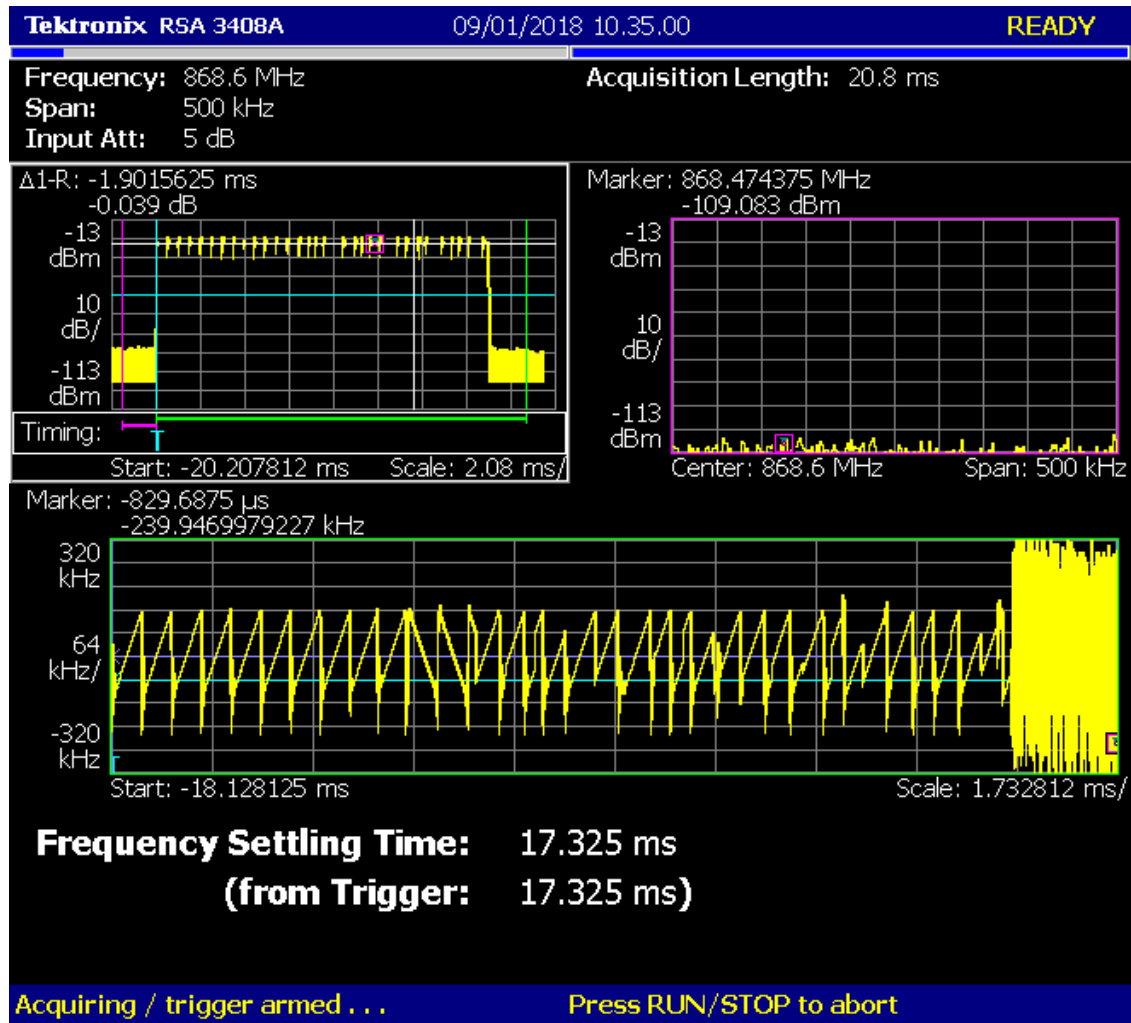 Tektronix RSA 3408A 09/01/2018 10.35.00 READY
Frequency: 868.6 MHz Acquisition Length: 20.8 ms
Span: 500 kHz
Input Att: 5 dB
Δ1-R: -1.9015625 ms
-0.039 dB
-13
dBm
10
dB/
-113
dBm
Timing:
T
Start: -20.207812 ms Scale: 2.08 ms/
Marker: 868.474375 MHz
-109.083 dBm
-13
dBm
10
dB/
-113
dBm
Center: 868.6 MHz Span: 500 kHz
Marker: -829.6875 µs
-239.9469979227 kHz
320
kHz
64
kHz/
-320
kHz
T
Start: -18.128125 ms Scale: 1.732812 ms/
Frequency Settling Time: 17.325 ms
(from Trigger: 17.325 ms)
Acquiring / trigger armed . . . Press RUN/STOP to abort